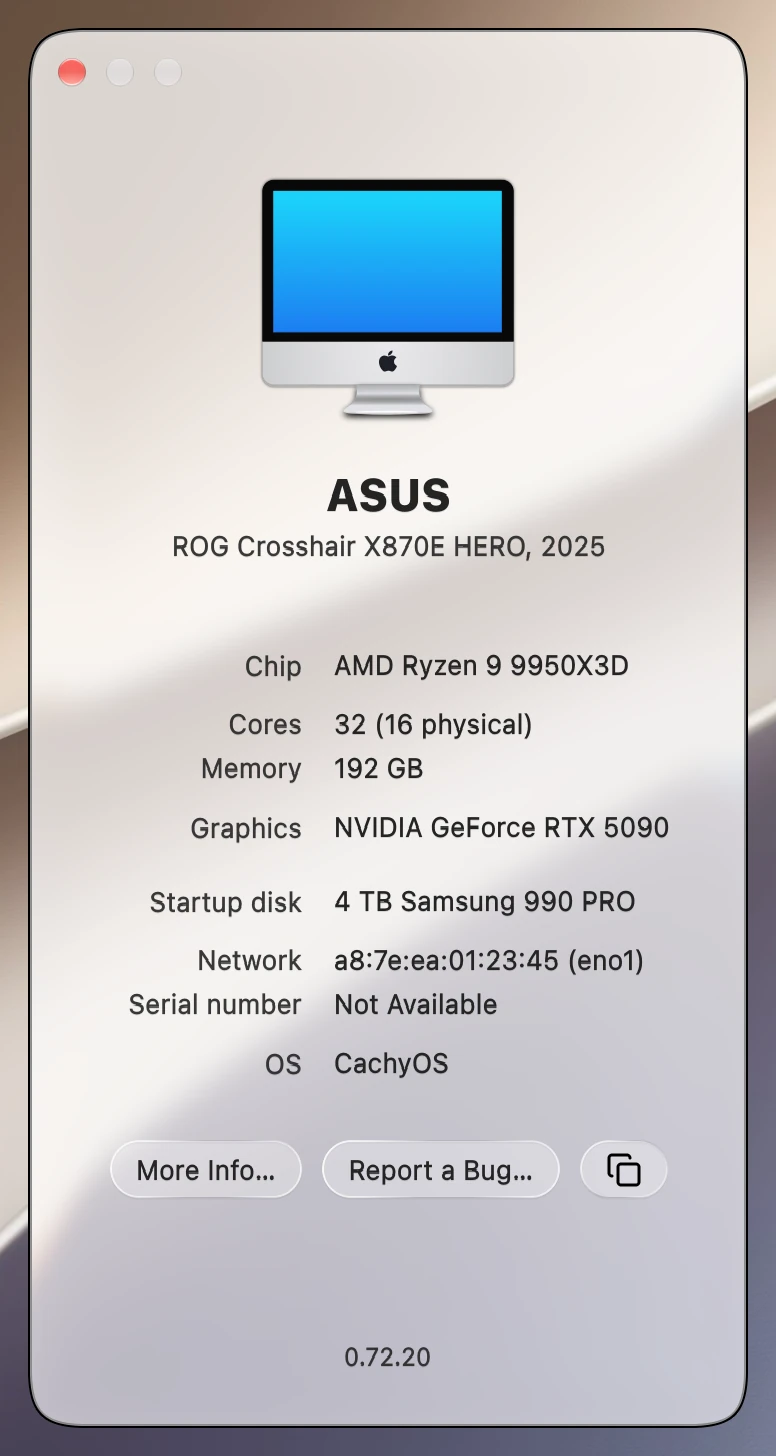 ASUS
ROG Crosshair X870E HERO, 2025
Chip AMD Ryzen 9 9950X3D
Cores 32 (16 physical)
Memory 192 GB
Graphics NVIDIA GeForce RTX 5090
Startup disk 4 TB Samsung 990 PRO
Network a8:7e:ea:01:23:45 (eno1)
Serial number Not Available
OS CachyOS
More Info... Report a Bug...
0.72.20